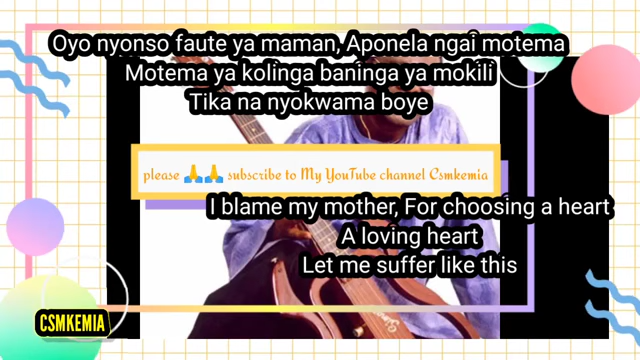 Oyo nyonso faute ya maman, Aponela ngai motema
Motema ya kolinga baninga ya mokili
Tika na nyokwama boye
please 🙏🙏 subscribe to My YouTube channel Csmkemia
I blame my mother, For choosing a heart
A loving heart
Let me suffer like this
CSMKEMIA